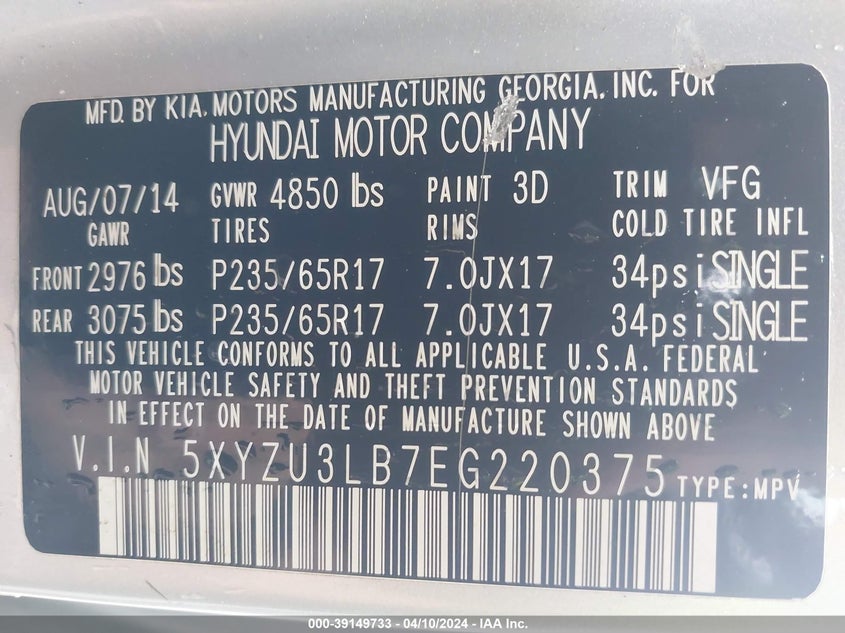 MFD. BY KIA MOTORS MANUFACTURING GEORGIA, INC. FOR
HYUNDAI MOTOR COMPANY
AUG/07/14 GVWR 4850 lbs PAINT 3D TRIM VFG
GAWR TIRES RIMS COLD TIRE INFL
FRONT 2976 lbs P235/65R17 7.0JX17 34psi SINGLE
REAR 3075 lbs P235/65R17 7.0JX17 34psi SINGLE
THIS VEHICLE CONFORMS TO ALL APPLICABLE U.S.A. FEDERAL
MOTOR VEHICLE SAFETY AND THEFT PREVENTION STANDARDS
IN EFFECT ON THE DATE OF MANUFACTURE SHOWN ABOVE
V.I.N 5XYZU3LB7EG220375 TYPE:MPV
000-39149733 - 04/10/2024 - IAA Inc.